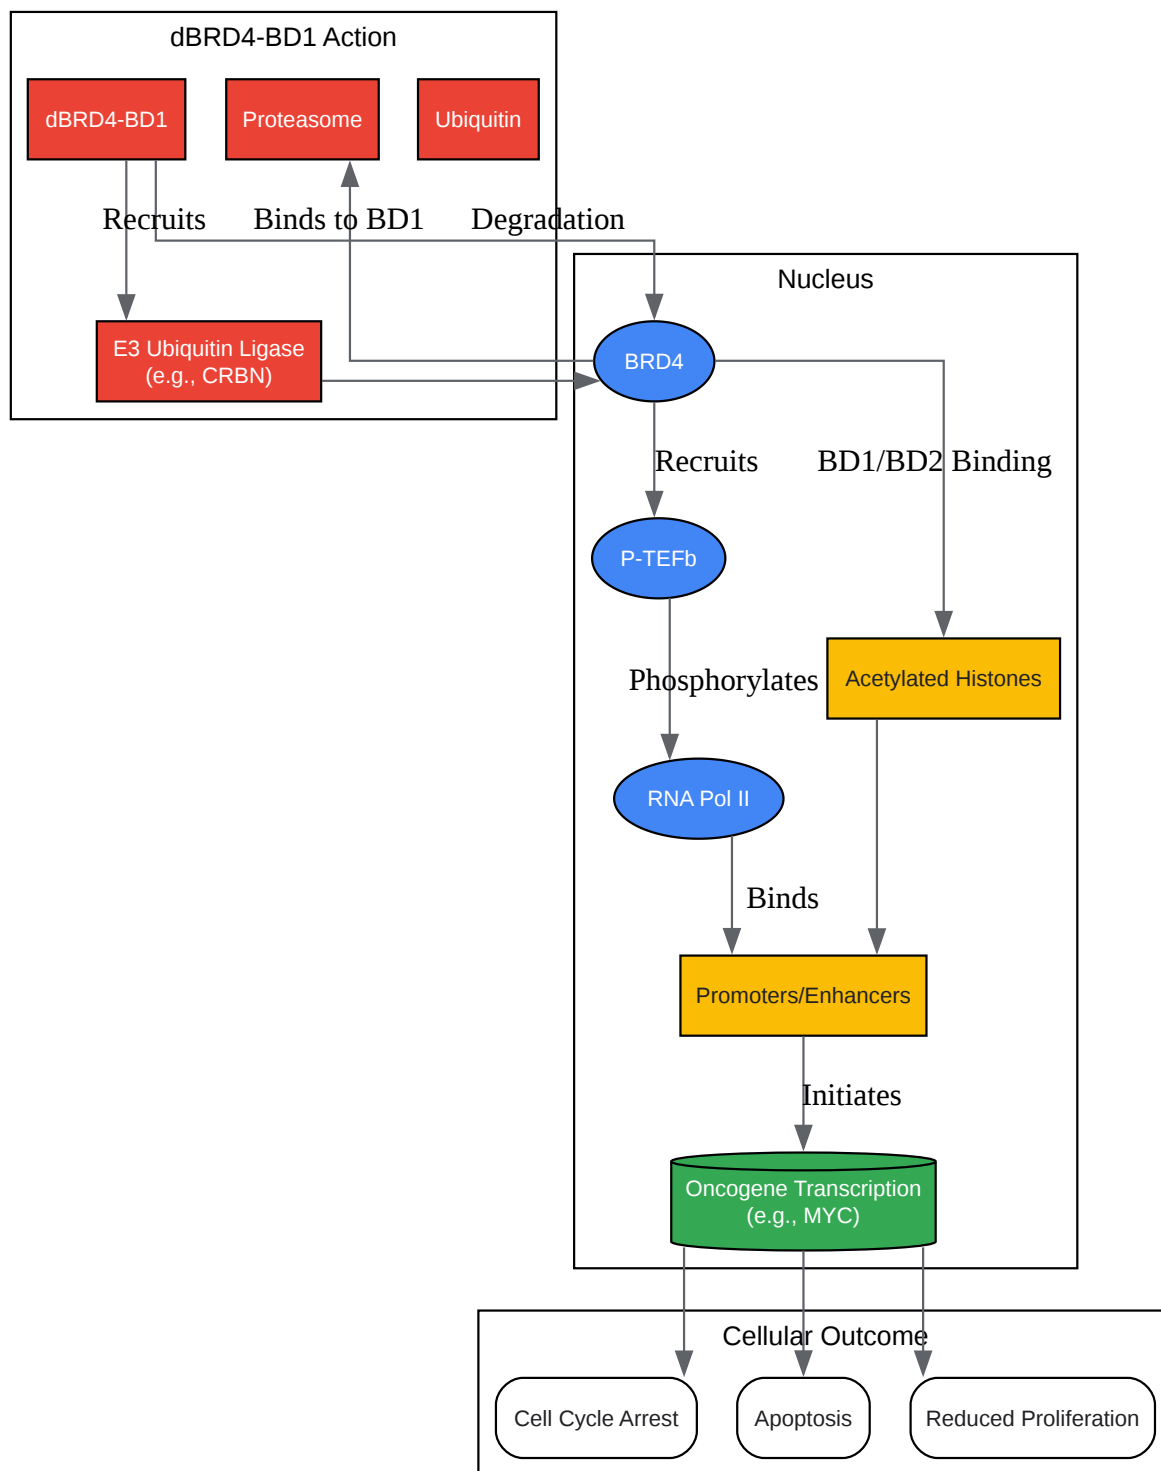 dBRD4-BD1 Action
dBRD4-BD1
Proteasome
Ubiquitin
Recruits
Binds to BD1
Degradation
Nucleus
E3 Ubiquitin Ligase
(e.g., CRBN)
BRD4
Recruits
BD1/BD2 Binding
P-TEFb
Phosphorylates
Acetylated Histones
RNA Pol II
Binds
Promoters/Enhancers
Initiates
Oncogene Transcription
(e.g., MYC)
Cellular Outcome
Cell Cycle Arrest
Apoptosis
Reduced Proliferation